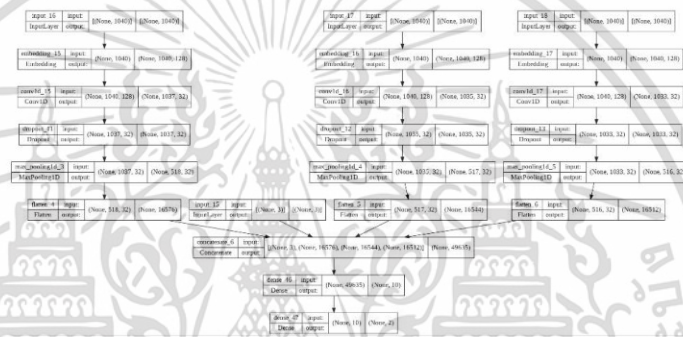 input_16 input: [(None, 1040)] [(None, 1040)]
InputLayer output:
input_17 input: [(None, 1040)] [(None, 1040)]
InputLayer output:
input_18 input: [(None, 1040)] [(None, 1040)]
InputLayer output:
embedding_15 input: (None, 1040) (None, 1040, 128)
Embedding output:
embedding_16 input: (None, 1040) (None, 1040, 128)
Embedding output:
embedding_17 input: (None, 1040) (None, 1040, 128)
Embedding output:
conv1d_15 input: (None, 1040, 128) (None, 1037, 32)
Conv1D output:
conv1d_16 input: (None, 1040, 128) (None, 1035, 32)
Conv1D output:
conv1d_17 input: (None, 1040, 128) (None, 1033, 32)
Conv1D output:
dropout_11 input: (None, 1037, 32) (None, 1037, 32)
Dropout output:
dropout_12 input: (None, 1035, 32) (None, 1035, 32)
Dropout output:
dropout_13 input: (None, 1033, 32) (None, 1033, 32)
Dropout output:
max_pooling1d_3 input: (None, 1037, 32) (None, 518, 32)
MaxPooling1D output:
max_pooling1d_4 input: (None, 1035, 32) (None, 517, 32)
MaxPooling1D output:
max_pooling1d_5 input: (None, 1033, 32) (None, 516, 32)
MaxPooling1D output:
flatten_4 input: (None, 518, 32) (None, 16576)
Flatten output:
input_15 input: [(None, 3)] [(None, 3)]
InputLayer output:
flatten_5 input: (None, 517, 32) (None, 16544)
Flatten output:
flatten_6 input: (None, 516, 32) (None, 16512)
Flatten output:
concatenate_6 input: [(None, 3), (None, 16576), (None, 16544), (None, 16512)] (None, 49635)
Concatenate output:
dense_46 input: (None, 49635) (None, 10)
Dense output:
dense_47 input: (None, 10) (None, 2)
Dense output: